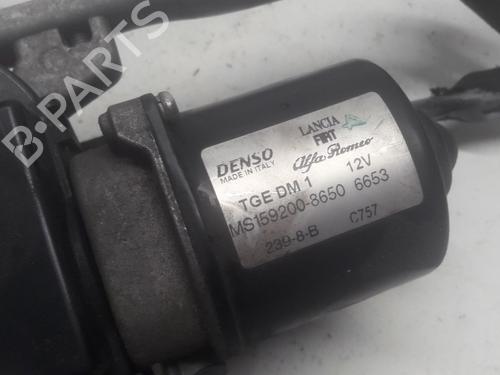 B-PARTS
DENSO
MADE IN ITALY
LANCIA
FIAT
Alfa Romeo
TGE DM 1 12V
MS159200-8650 6653
239-8-B C757